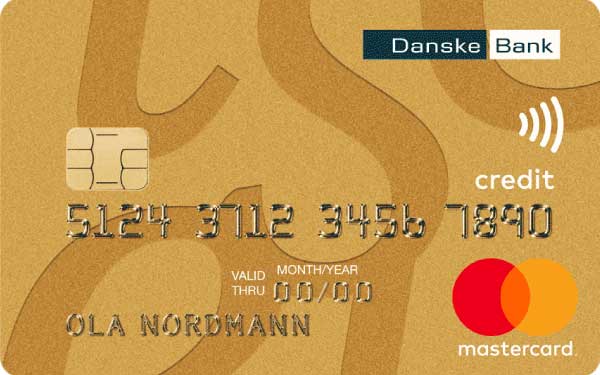 Danske Bank
credit
5124 3712 3456 7890
MONTH/YEAR
VALID THRU 00/00
OLA NORDMANN
mastercard